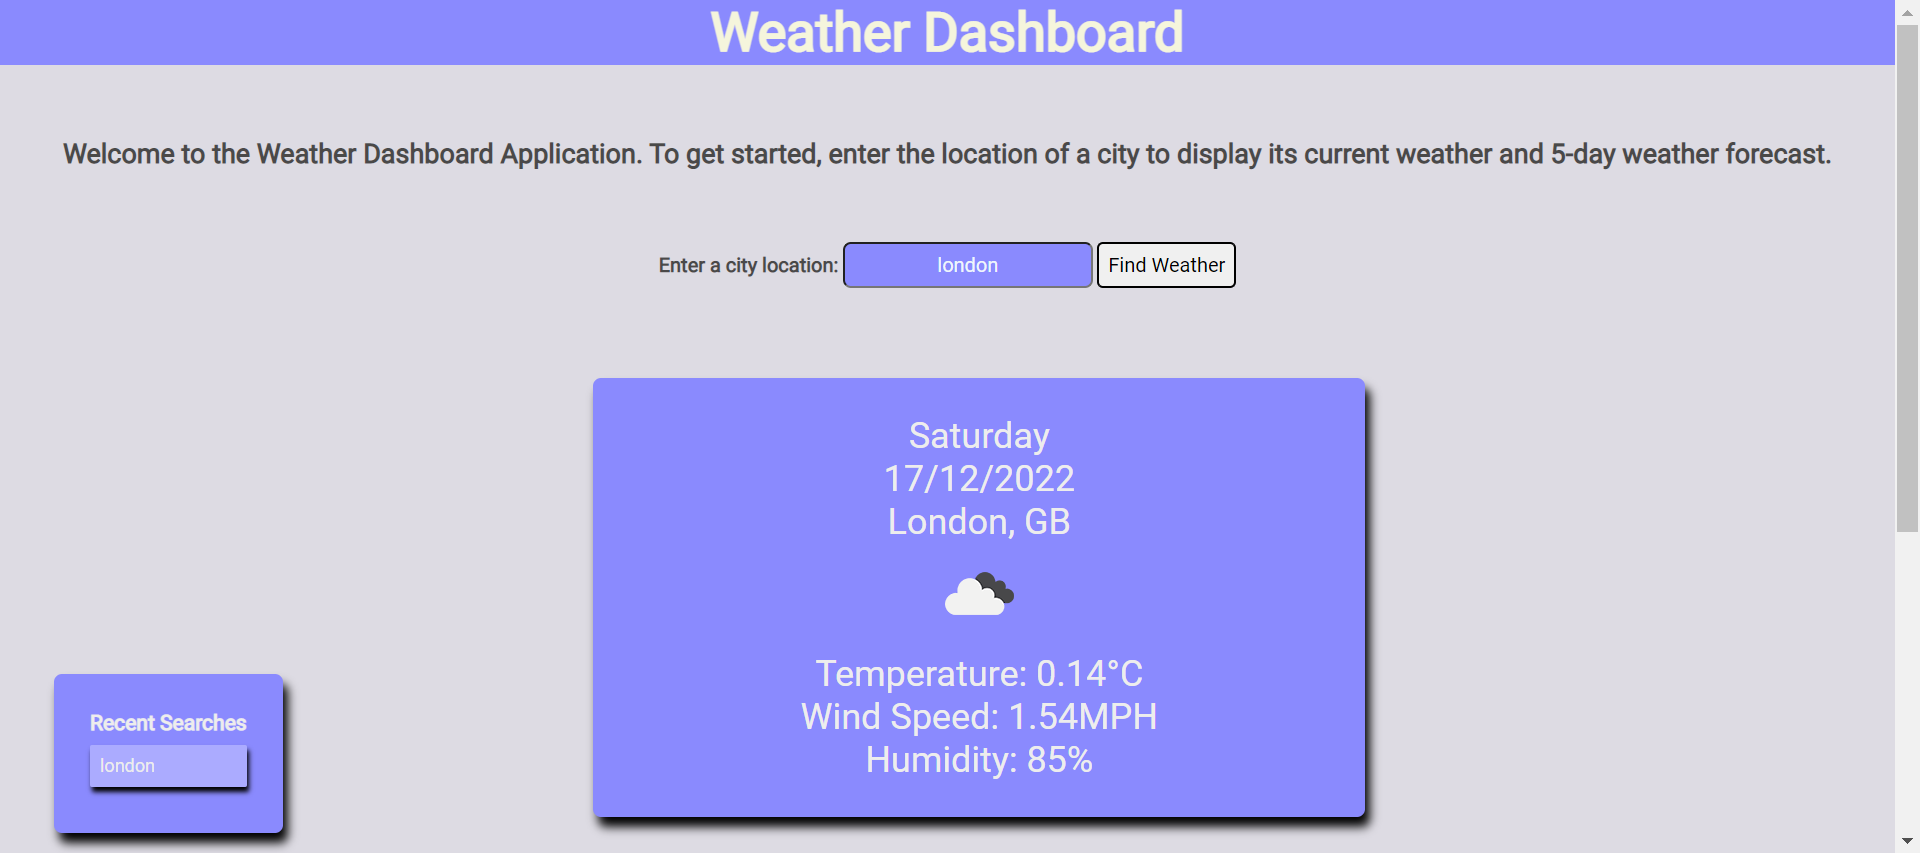 Weather Dashboard
Welcome to the Weather Dashboard Application. To get started, enter the location of a city to display its current weather and 5-day weather forecast.
Enter a city location: london Find Weather
Saturday
17/12/2022
London, GB
Temperature: 0.14°C
Wind Speed: 1.54MPH
Humidity: 85%
Recent Searches
london